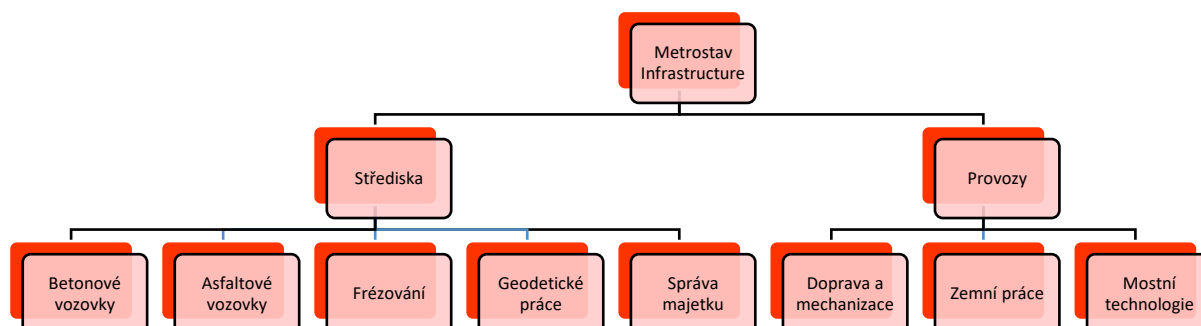 Metrostav
Infrastructure
Střediska
Provozy
Betonové
vozovky
Asfaltové
vozovky
Frézování
Geodetické
práce
Správa
majetku
Doprava a
mechanizace
Zemní práce
Mostní
technologie